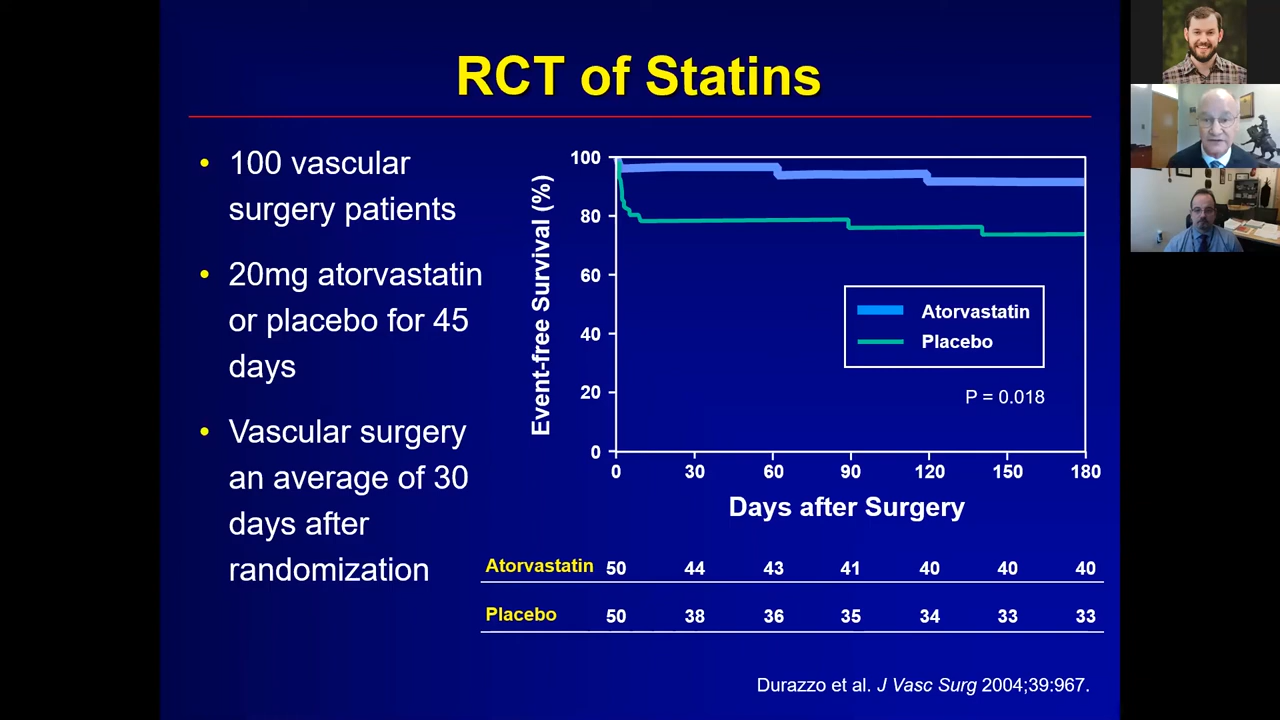 RCT of Statins
• 100 vascular
surgery patients
• 20mg atorvastatin
or placebo for 45
days
• Vascular surgery
an average of 30
days after
randomization
Event-free Survival (%)
100
80
60
40
20
0
0 30 60 90 120 150 180
Days after Surgery
Atorvastatin
Placebo
P = 0.018
Atorvastatin 50 44 43 41 40 40 40
Placebo 50 38 36 35 34 33 33
Durazzo et al. J Vasc Surg 2004;39:967.